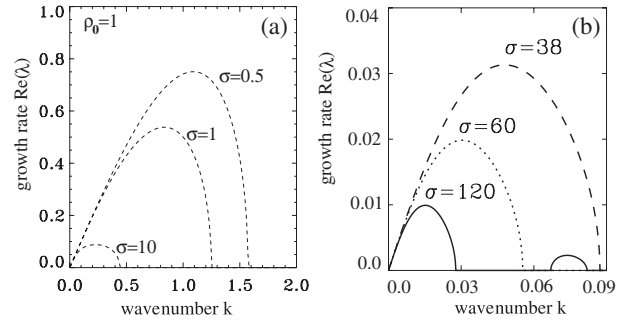 (a)
ρ₀=1
growth rate Re(λ)
1.0
0.8
0.6
0.4
0.2
0.0
σ=0.5
σ=1
σ=10
0.0 0.5 1.0 1.5 2.0
wavenumber k
(b)
growth rate Re(λ)
0.04
0.03
0.02
0.01
0.00
σ=38
σ=60
σ=120
0.0 0.03 0.06 0.09
wavenumber k